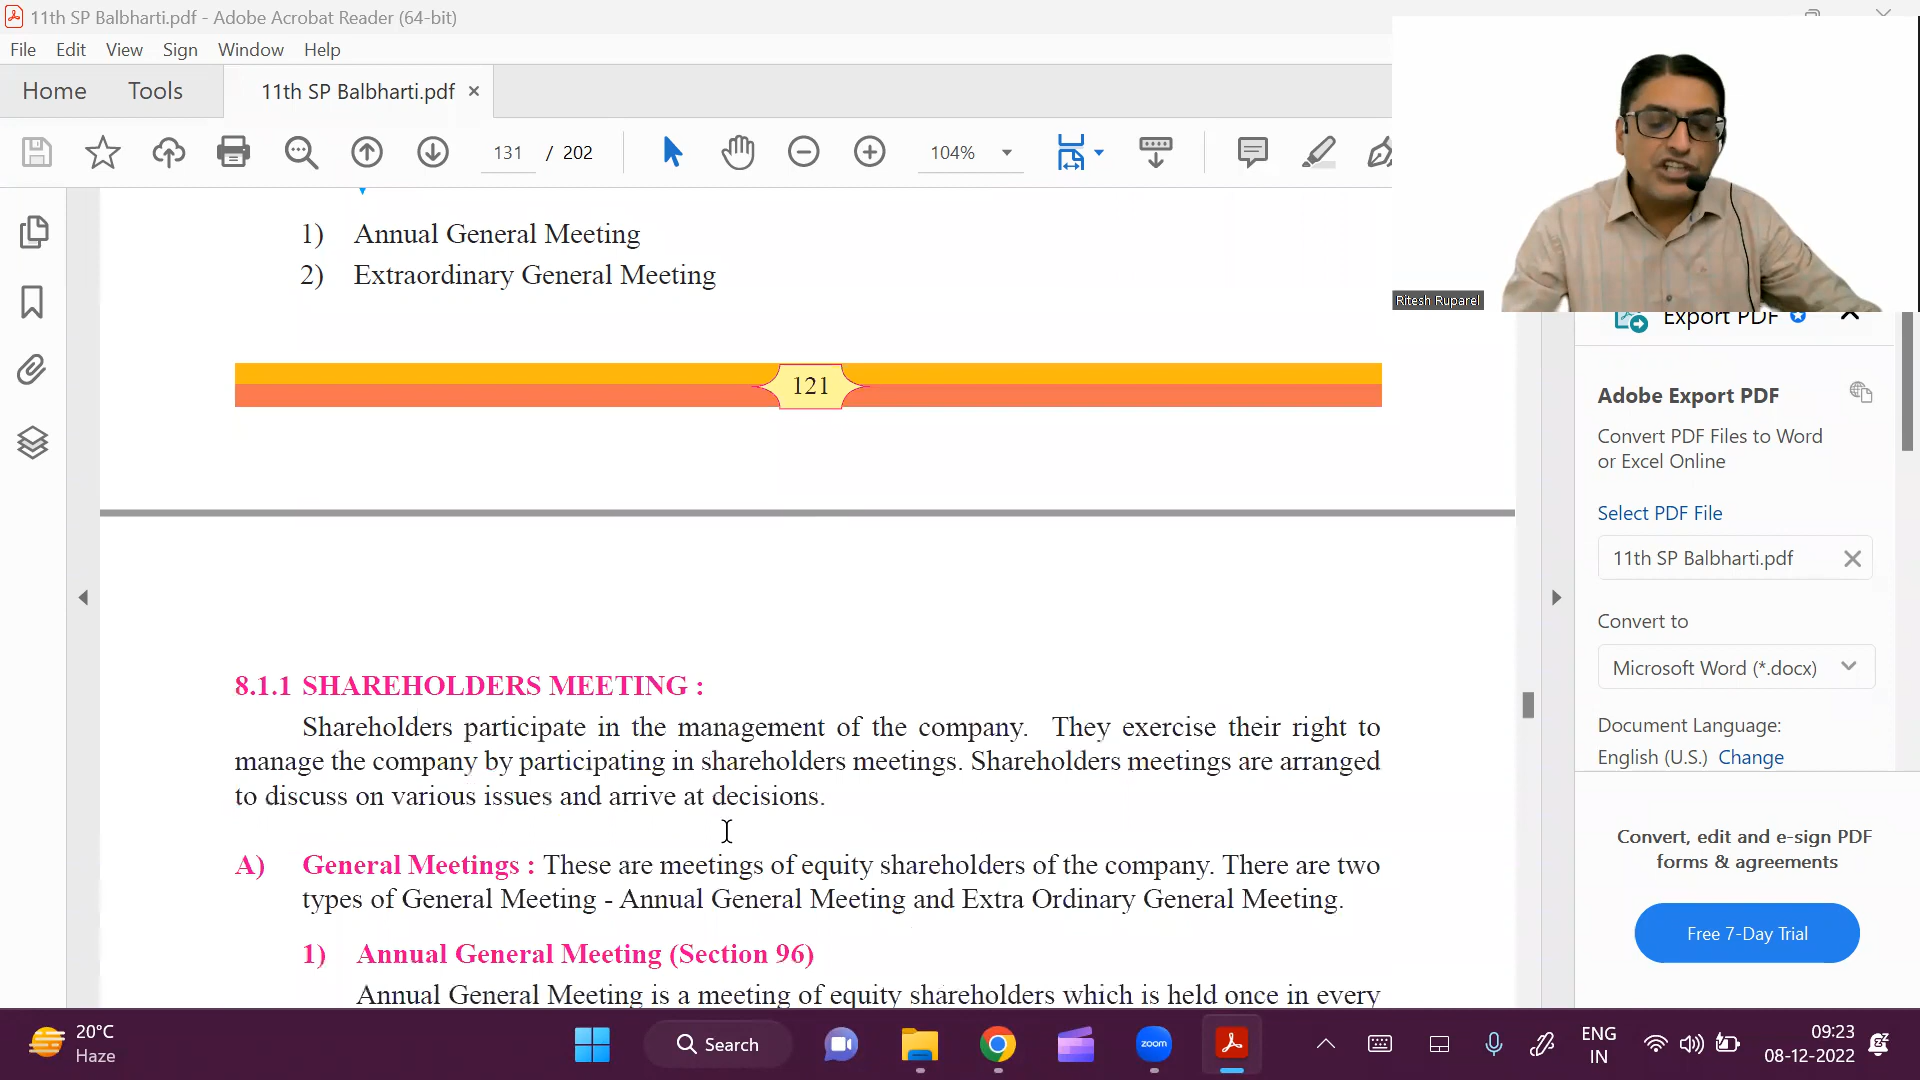 11th SP Balbharti.pdf - Adobe Acrobat Reader (64-bit)
File Edit View Sign Window Help
Home Tools 11th SP Balbharti.pdf
131 / 202 104%
1) Annual General Meeting
2) Extraordinary General Meeting
121
8.1.1 SHAREHOLDERS MEETING :
Shareholders participate in the management of the company. They exercise their right to
manage the company by participating in shareholders meetings. Shareholders meetings are arranged
to discuss on various issues and arrive at decisions.
A) General Meetings : These are meetings of equity shareholders of the company. There are two
types of General Meeting - Annual General Meeting and Extra Ordinary General Meeting.
1) Annual General Meeting (Section 96)
Annual General Meeting is a meeting of equity shareholders which is held once in every
Ritesh Ruparel
Export PDF
Adobe Export PDF
Convert PDF Files to Word
or Excel Online
Select PDF File
11th SP Balbharti.pdf
Convert to
Microsoft Word (*.docx)
Document Language:
English (U.S.) Change
Convert, edit and e-sign PDF
forms & agreements
Free 7-Day Trial
20°C
Haze
Search
zoom
ENG
IN
09:23
08-12-2022